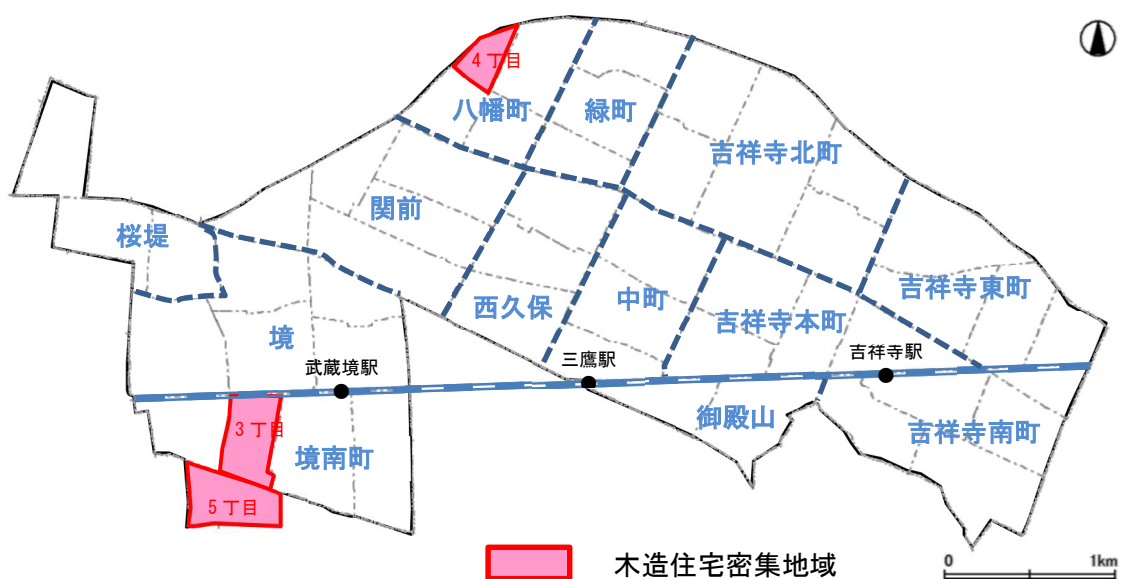 4丁目
八幡町
緑町
吉祥寺北町
関前
桜堤
吉祥寺東町
西久保
中町
吉祥寺本町
境
武蔵境駅
三鷹駅
吉祥寺駅
御殿山
3丁目
境南町
吉祥寺南町
5丁目
木造住宅密集地域
0 1km